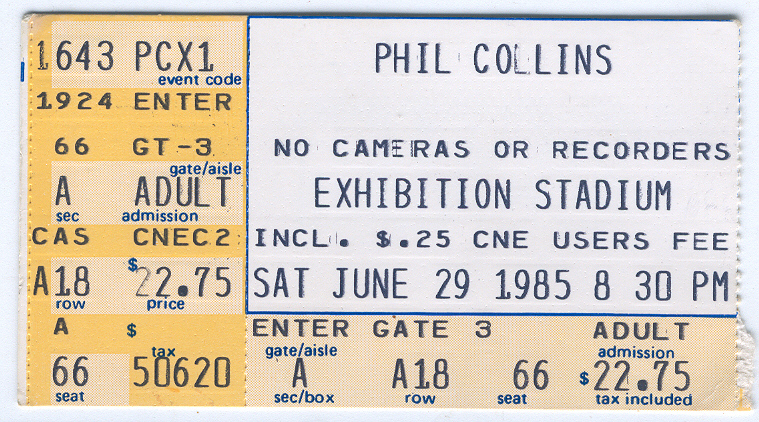 1643 PCX1
event code
1924 ENTER
66 GT-3
gate/aisle
A ADULT
sec admission
CAS CNEC2
A18 $22.75
row price
A $
tax
66 50620
seat
PHIL COLLINS
NO CAMERAS OR RECORDERS
EXHIBITION STADIUM
INCL. $.25 CNE USERS FEE
SAT JUNE 29 1985 8 30 PM
ENTER GATE 3 ADULT
gate/aisle admission
A A18 66 $22.75
sec/box row seat tax included